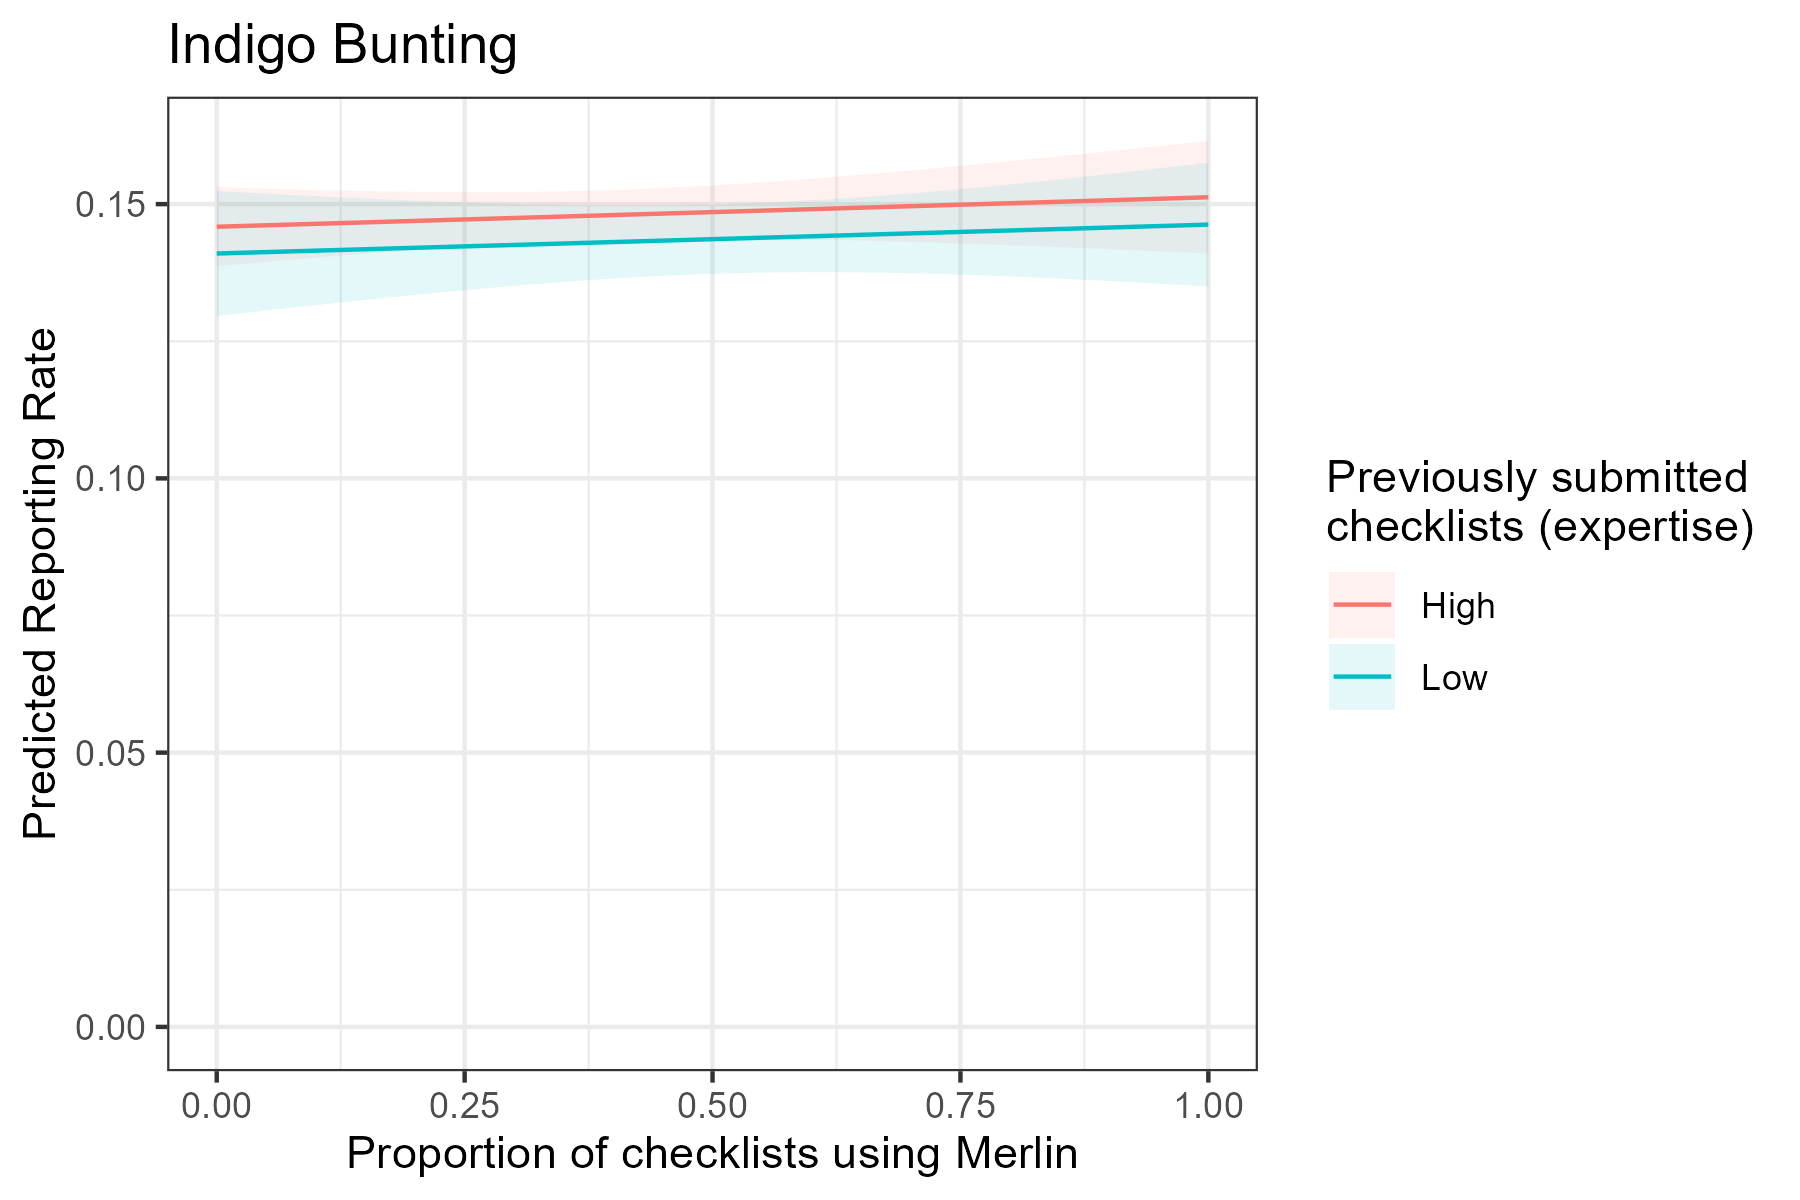 Indigo Bunting
Predicted Reporting Rate
0.15
0.10
0.05
0.00
0.00 0.25 0.50 0.75 1.00
Proportion of checklists using Merlin
Previously submitted
checklists (expertise)
High
Low